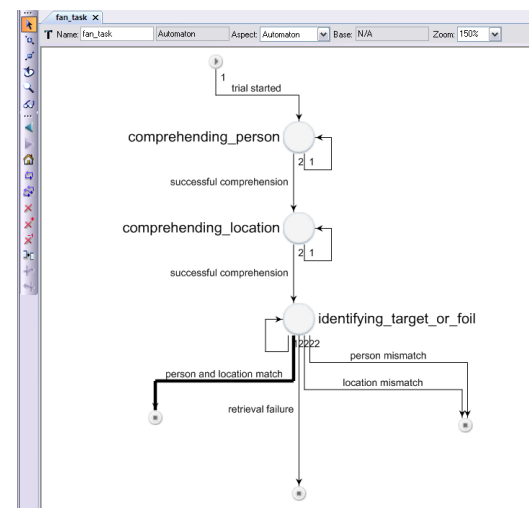 fan_task
Name: fan_task Automaton Aspect: Automaton Base: N/A Zoom: 150%
1
trial started
comprehending_person
2 1
successful comprehension
comprehending_location
2 1
successful comprehension
identifying_target_or_foil
12222
person mismatch
person and location match
location mismatch
retrieval failure